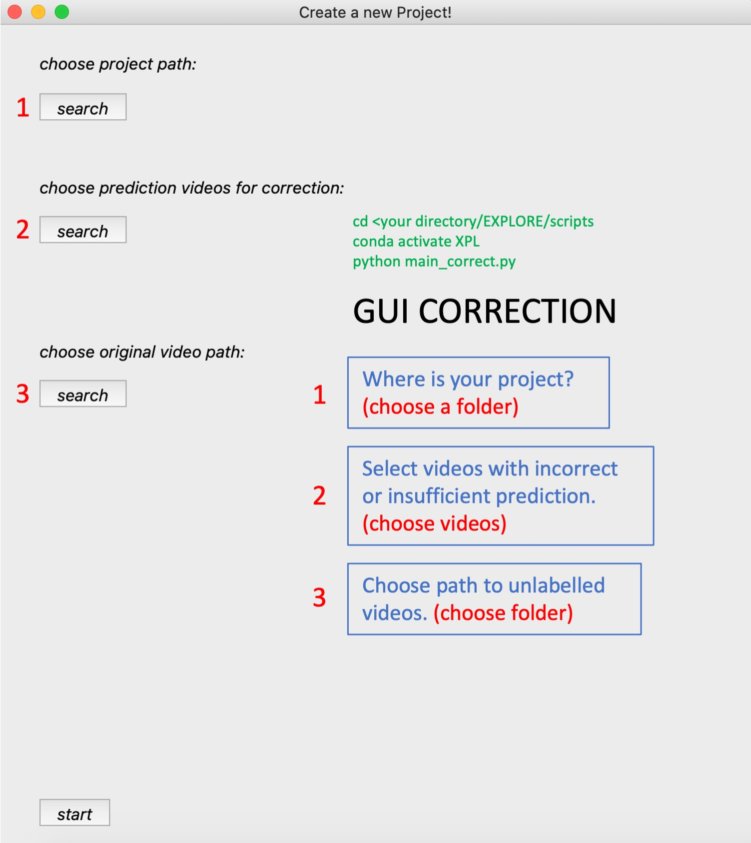 Create a new Project!
choose project path:
1 search
choose prediction videos for correction:
2 search
cd <your directory/EXPLORE/scripts
conda activate XPL
python main_correct.py
GUI CORRECTION
choose original video path:
3 search
1 Where is your project?
(choose a folder)
2 Select videos with incorrect
or insufficient prediction.
(choose videos)
3 Choose path to unlabelled
videos. (choose folder)
start